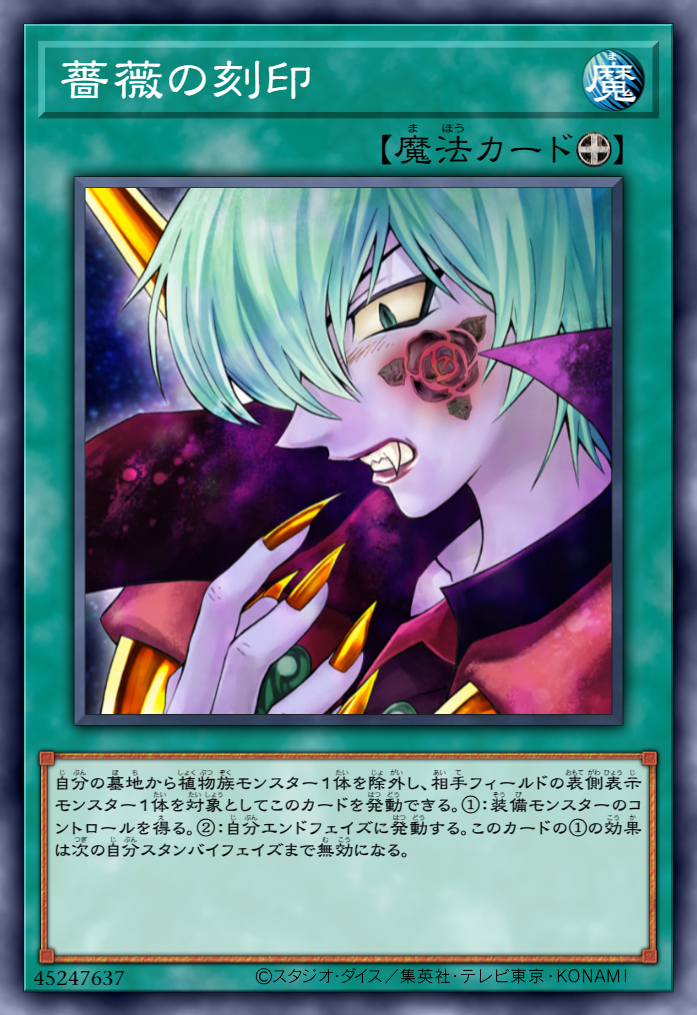 薔薇の刻印
魔
【魔法カード】
自分の墓地から植物族モンスター1体を除外し、相手フィールドの表側表示
モンスター1体を対象としてこのカードを発動できる。①:装備モンスターのコ
ントロールを得る。②:自分エンドフェイズに発動する。このカードの①の効果
は次の自分スタンバイフェイズまで無効になる。
45247637
©スタジオ・ダイス/集英社・テレビ東京・KONAMI